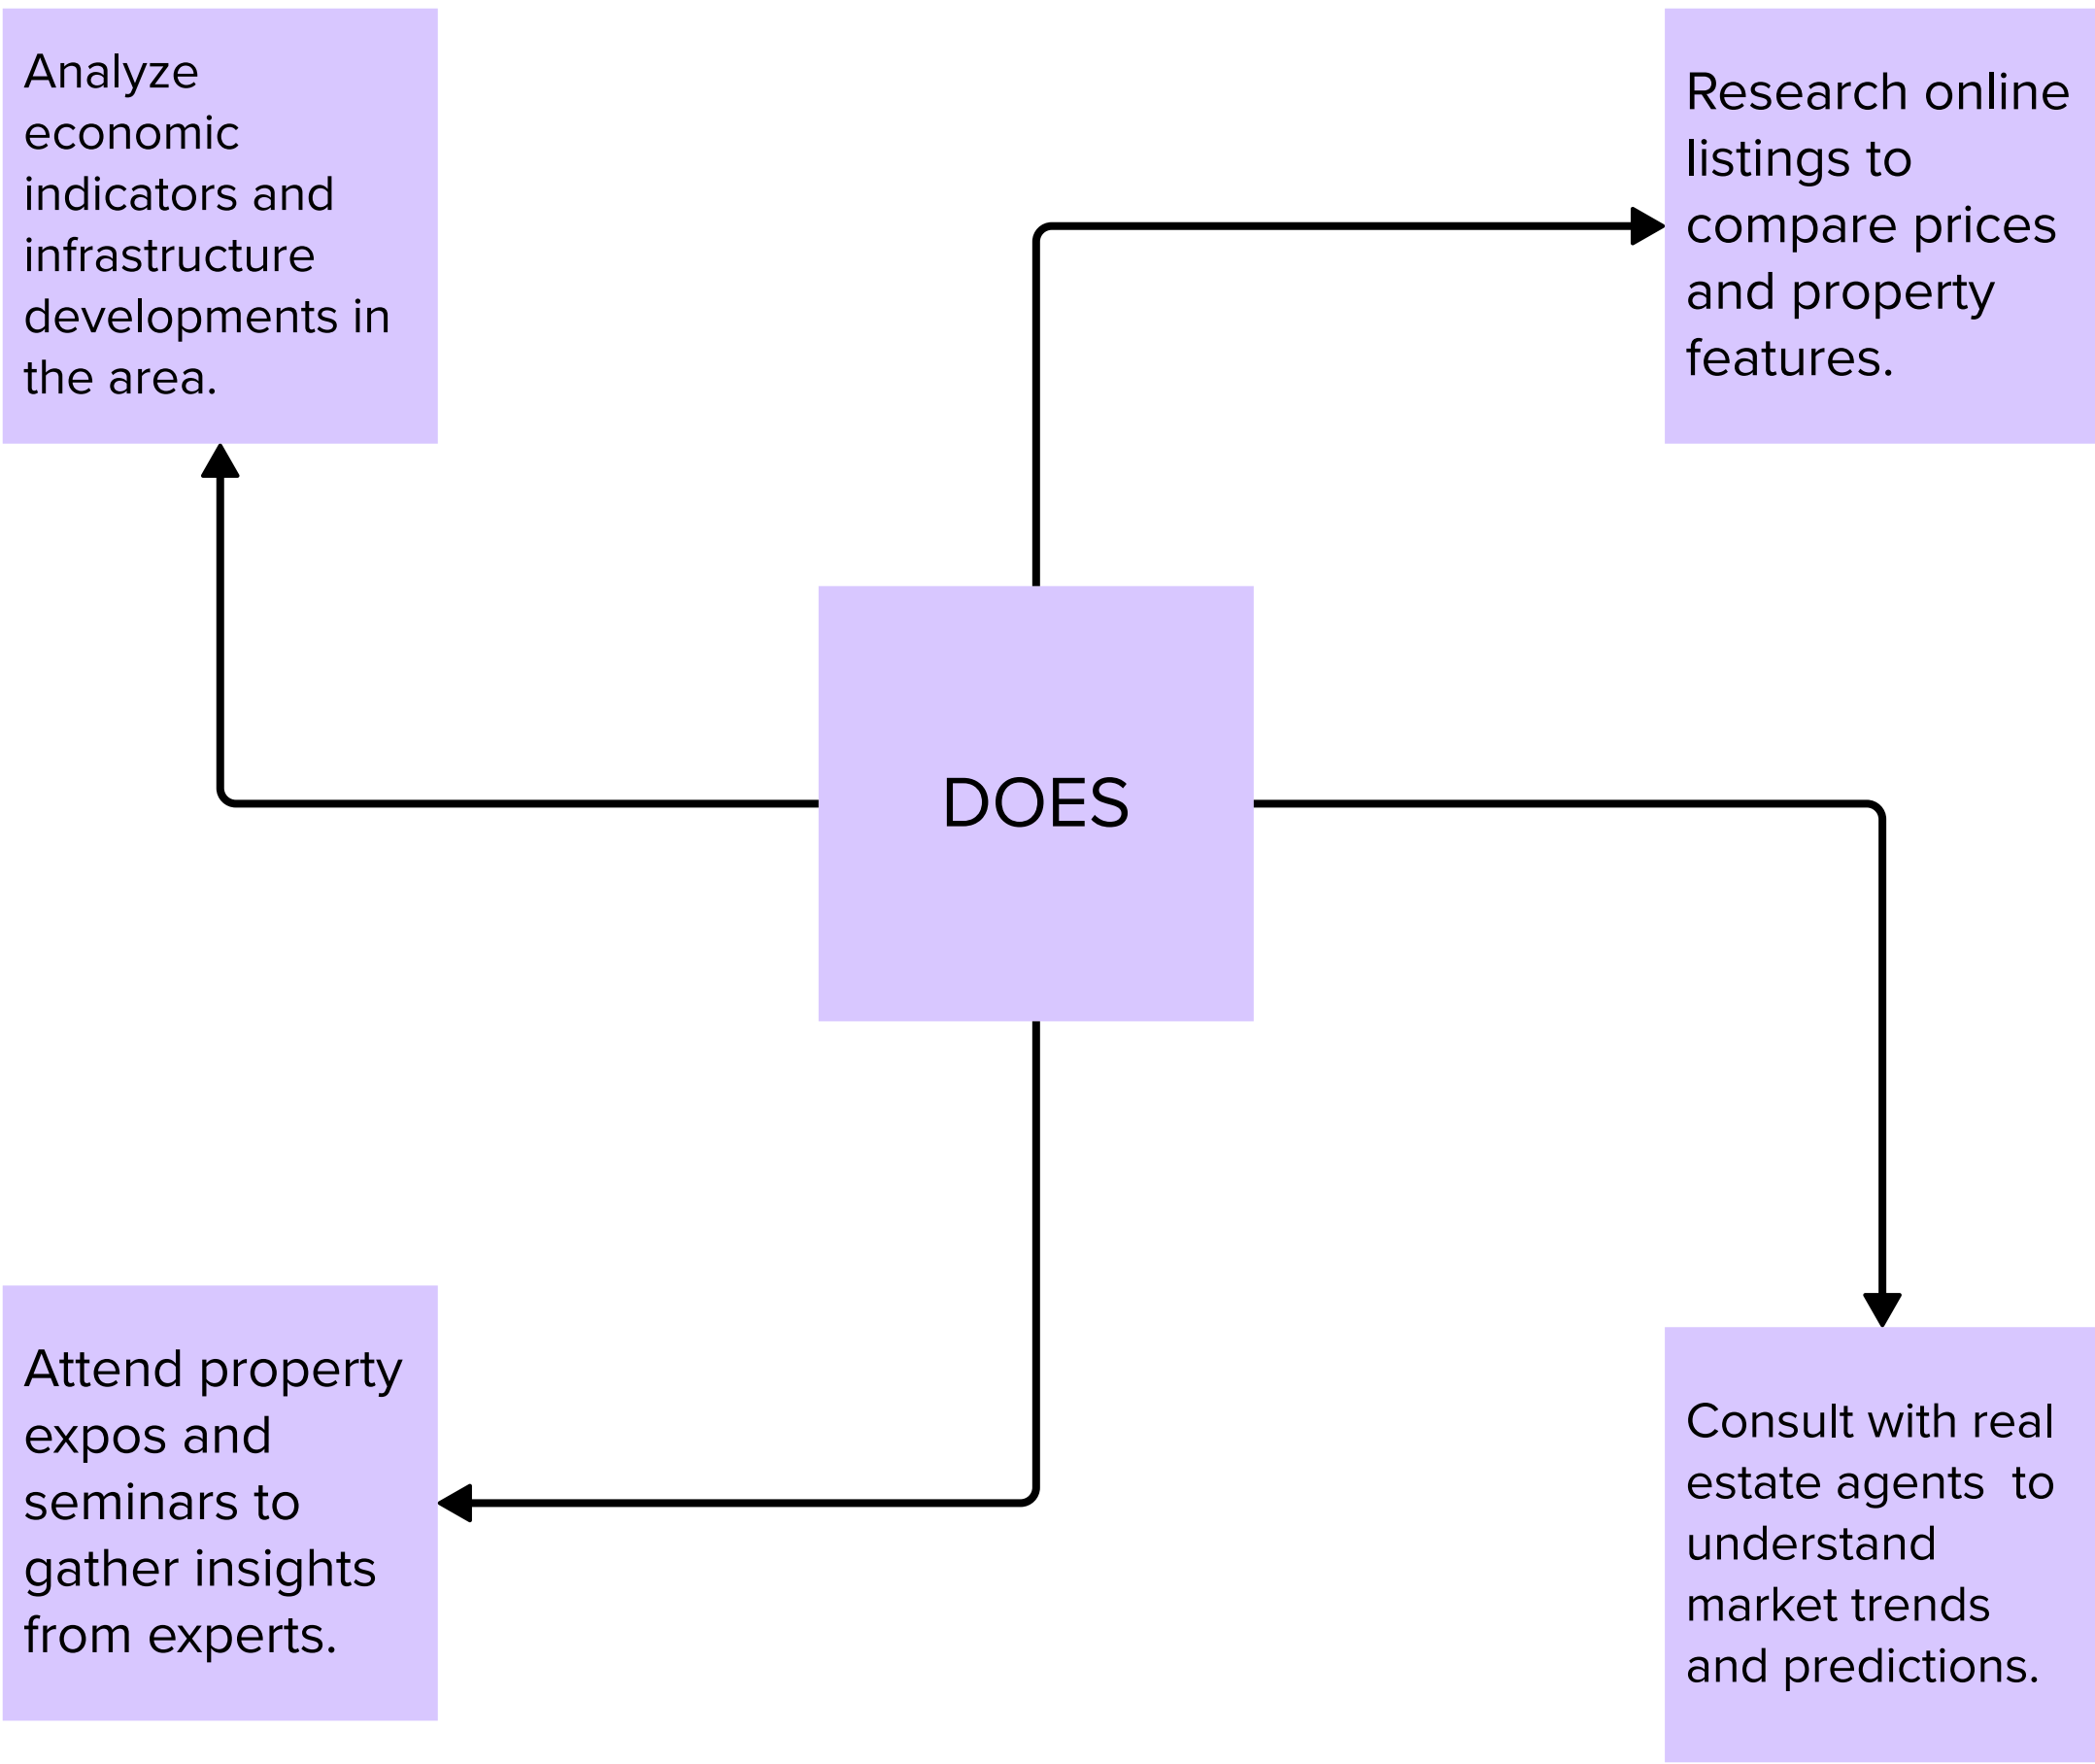 Analyze
economic
indicators and
infrastructure
developments in
the area.
Research online
listings to
compare prices
and property
features.
DOES
Attend property
expos and
seminars to
gather insights
from experts.
Consult with real
estate agents  to
understand
market trends
and predictions.